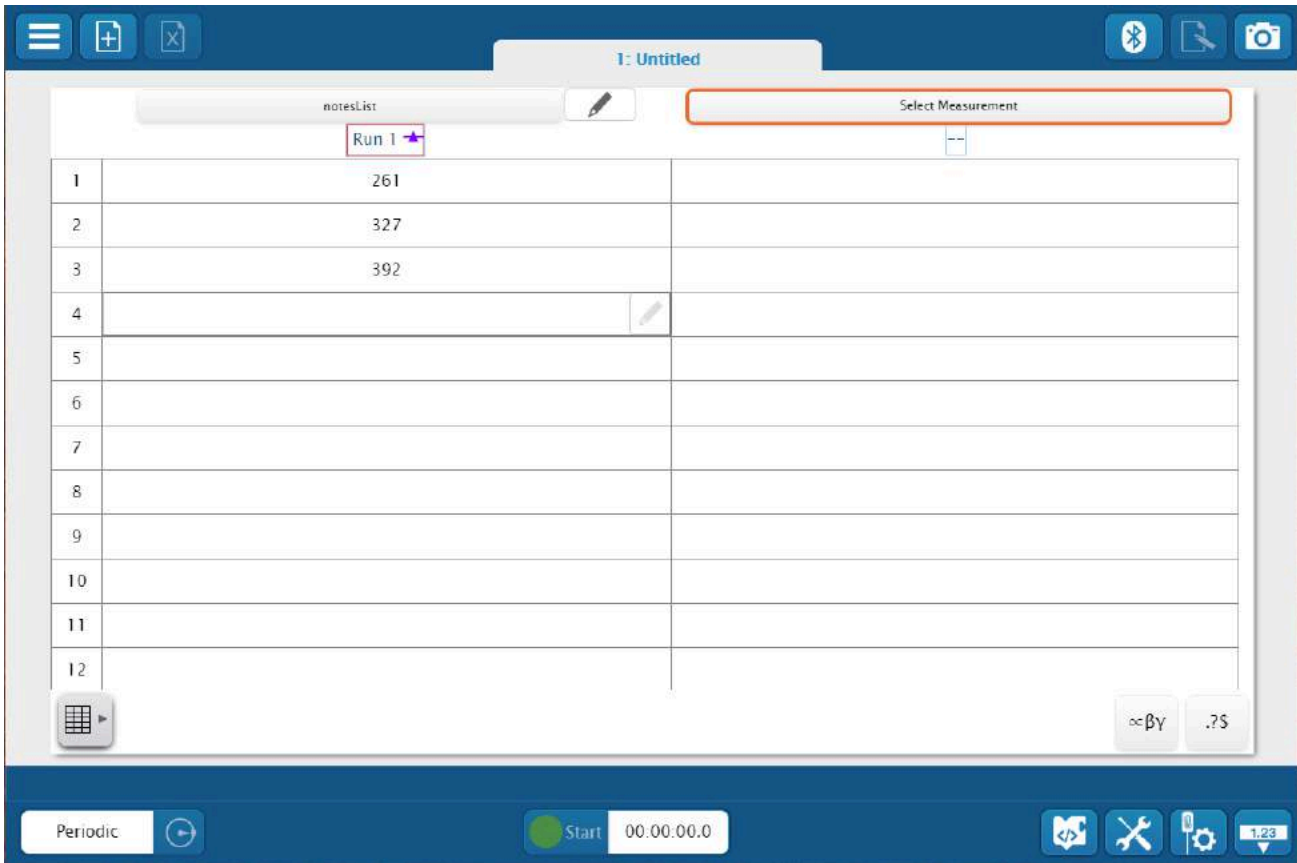 1: Untitled
notesList Select Measurement
Run 1 --
1 261
2 327
3 392
4
5
6
7
8
9
10
11
12
∝βγ .?$
Periodic Start 00:00:00.0 </> 1.23